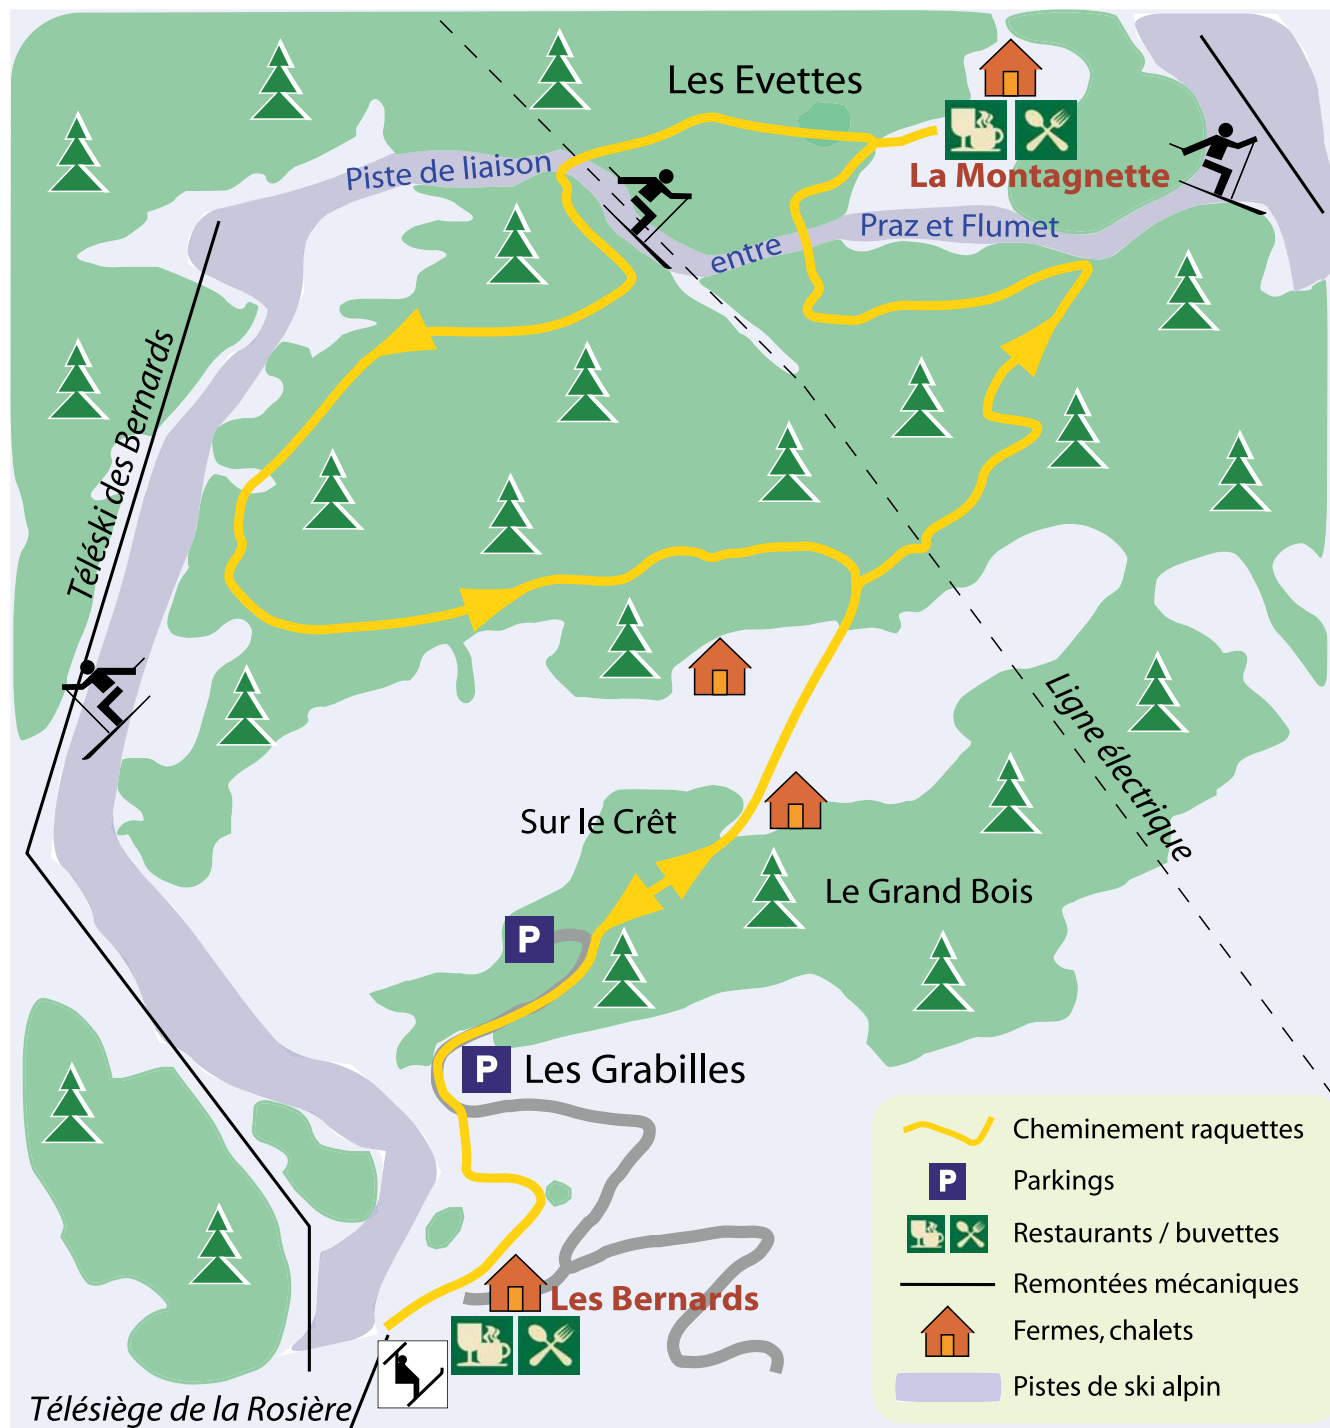 Les Evettes
La Montagnette
Piste de liaison
entre
Praz et Flumet
Téléski des Bernards
Ligne électrique
Sur le Crêt
Le Grand Bois
P
P
Les Grabilles
Les Bernards
Télésiège de la Rosière
Cheminement raquettes
P
Parkings
Restaurants / buvettes
Remontées mécaniques
Fermes, chalets
Pistes de ski alpin